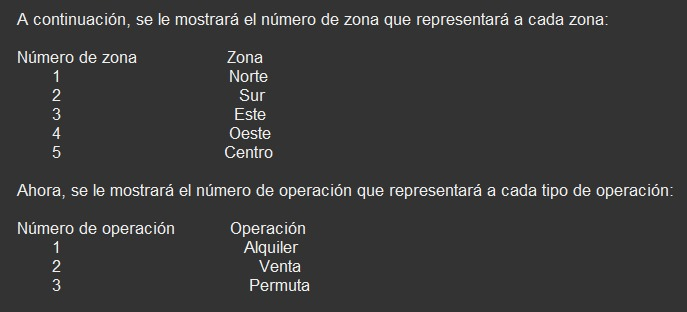 A continuación, se le mostrará el número de zona que representará a cada zona:
Número de zona Zona
1 Norte
2 Sur
3 Este
4 Oeste
5 Centro
Ahora, se le mostrará el número de operación que representará a cada tipo de operación:
Número de operación Operación
1 Alquiler
2 Venta
3 Permuta